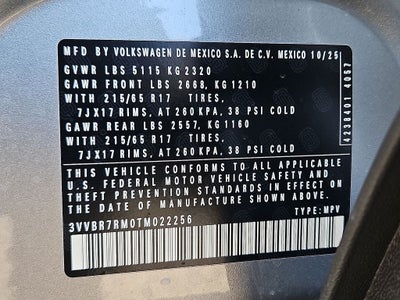 MFD BY VOLKSWAGEN DE MEXICO S.A. DE C.V. MEXICO 10/25
GVWR LBS 5115 KG 2320
GAWR FRONT LBS 2668, KG 1210
WITH 215/65 R17 TIRES,
7JX17 RIMS, AT 260 KPA, 38 PSI COLD
GAWR REAR LBS 2557, KG 1160
WITH 215/65 R17 TIRES,
7JX17 RIMS, AT 260 KPA, 38 PSI COLD
THIS VEHICLE CONFORMS TO ALL APPLICABLE
U.S. FEDERAL MOTOR VEHICLE SAFETY AND
THEFT PREVENTION STANDARDS IN EFFECT ON
THE DATE OF MANUFACTURE SHOWN ABOVE.
3VVBR7RM0TM022256 TYPE: MPV
4238401 4057